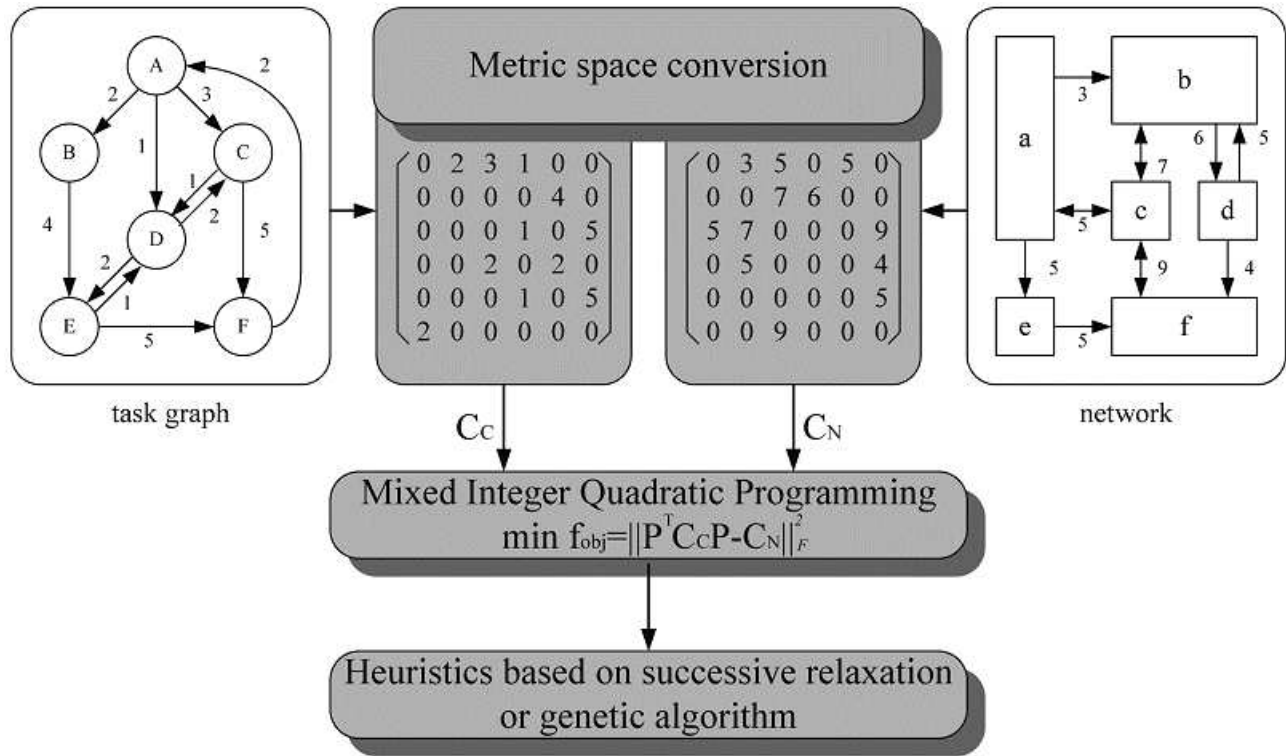 Metric space conversion
A
2
2
3
B
1
C
1
4
2
5
D
2
1
E
5
F
task graph
0 2 3 1 0 0
0 0 0 0 4 0
0 0 0 1 0 5
0 0 2 0 2 0
0 0 0 1 0 5
2 0 0 0 0 0
0 3 5 0 5 0
0 0 7 6 0 0
5 7 0 0 0 9
0 5 0 0 0 4
0 0 0 0 0 5
0 0 9 0 0 0
a
b
3
6
5
7
c
d
5
5
9
4
e
f
5
network
CC
CN
Mixed Integer Quadratic Programming
min fobj=||PTCCP-CN||2F
Heuristics based on successive relaxation
or genetic algorithm